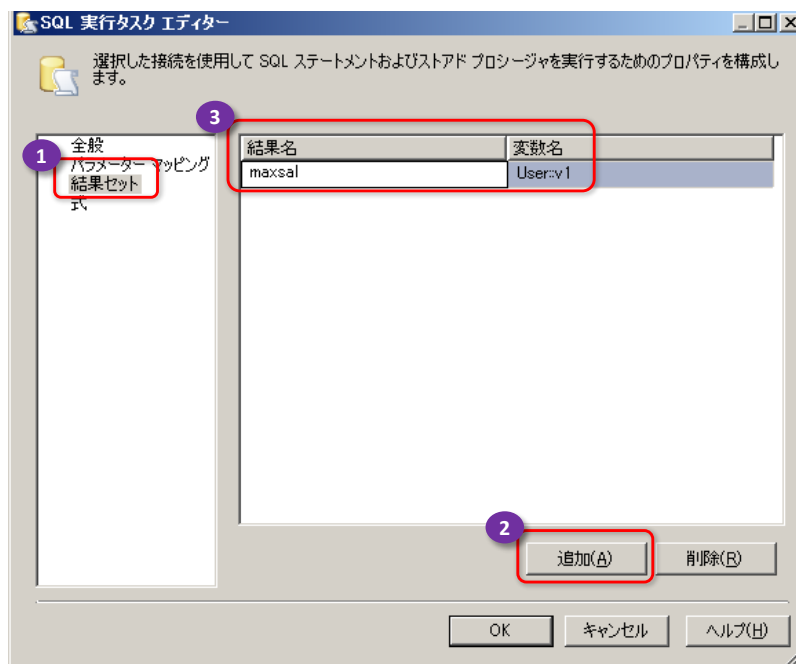 SQL 実行タスク エディター
選択した接続を使用して SQL ステートメントおよびストアド プロシージャを実行するためのプロパティを構成し
ます。
3
1
全般
パラメーター マッピング
結果セット
式
結果名 変数名
maxsal User::v1
2
追加(A) 削除(R)
OK キャンセル ヘルプ(H)